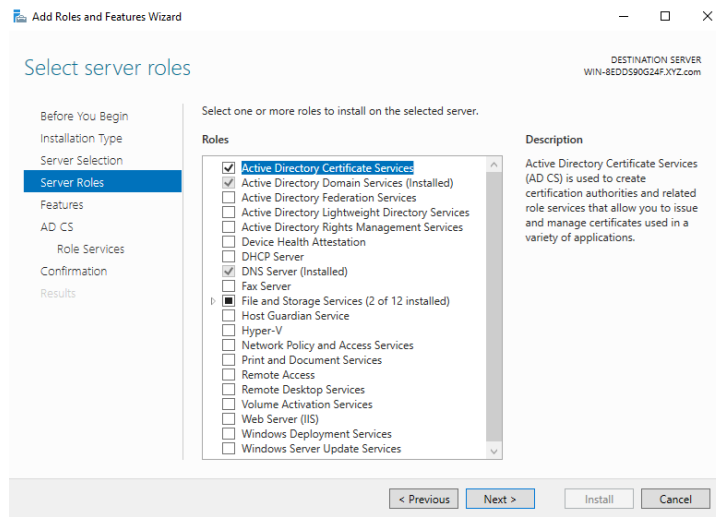 Add Roles and Features Wizard
Select server roles
DESTINATION SERVER
WIN-8EDDS90G24F.XYZ.com
Before You Begin
Installation Type
Server Selection
Server Roles
Features
AD CS
Role Services
Confirmation
Results
Select one or more roles to install on the selected server.
Roles
Active Directory Certificate Services
Active Directory Domain Services (Installed)
Active Directory Federation Services
Active Directory Lightweight Directory Services
Active Directory Rights Management Services
Device Health Attestation
DHCP Server
DNS Server (Installed)
Fax Server
File and Storage Services (2 of 12 installed)
Host Guardian Service
Hyper-V
Network Policy and Access Services
Print and Document Services
Remote Access
Remote Desktop Services
Volume Activation Services
Web Server (IIS)
Windows Deployment Services
Windows Server Update Services
Description
Active Directory Certificate Services
(AD CS) is used to create
certification authorities and related
role services that allow you to issue
and manage certificates used in a
variety of applications.
< Previous
Next >
Install
Cancel